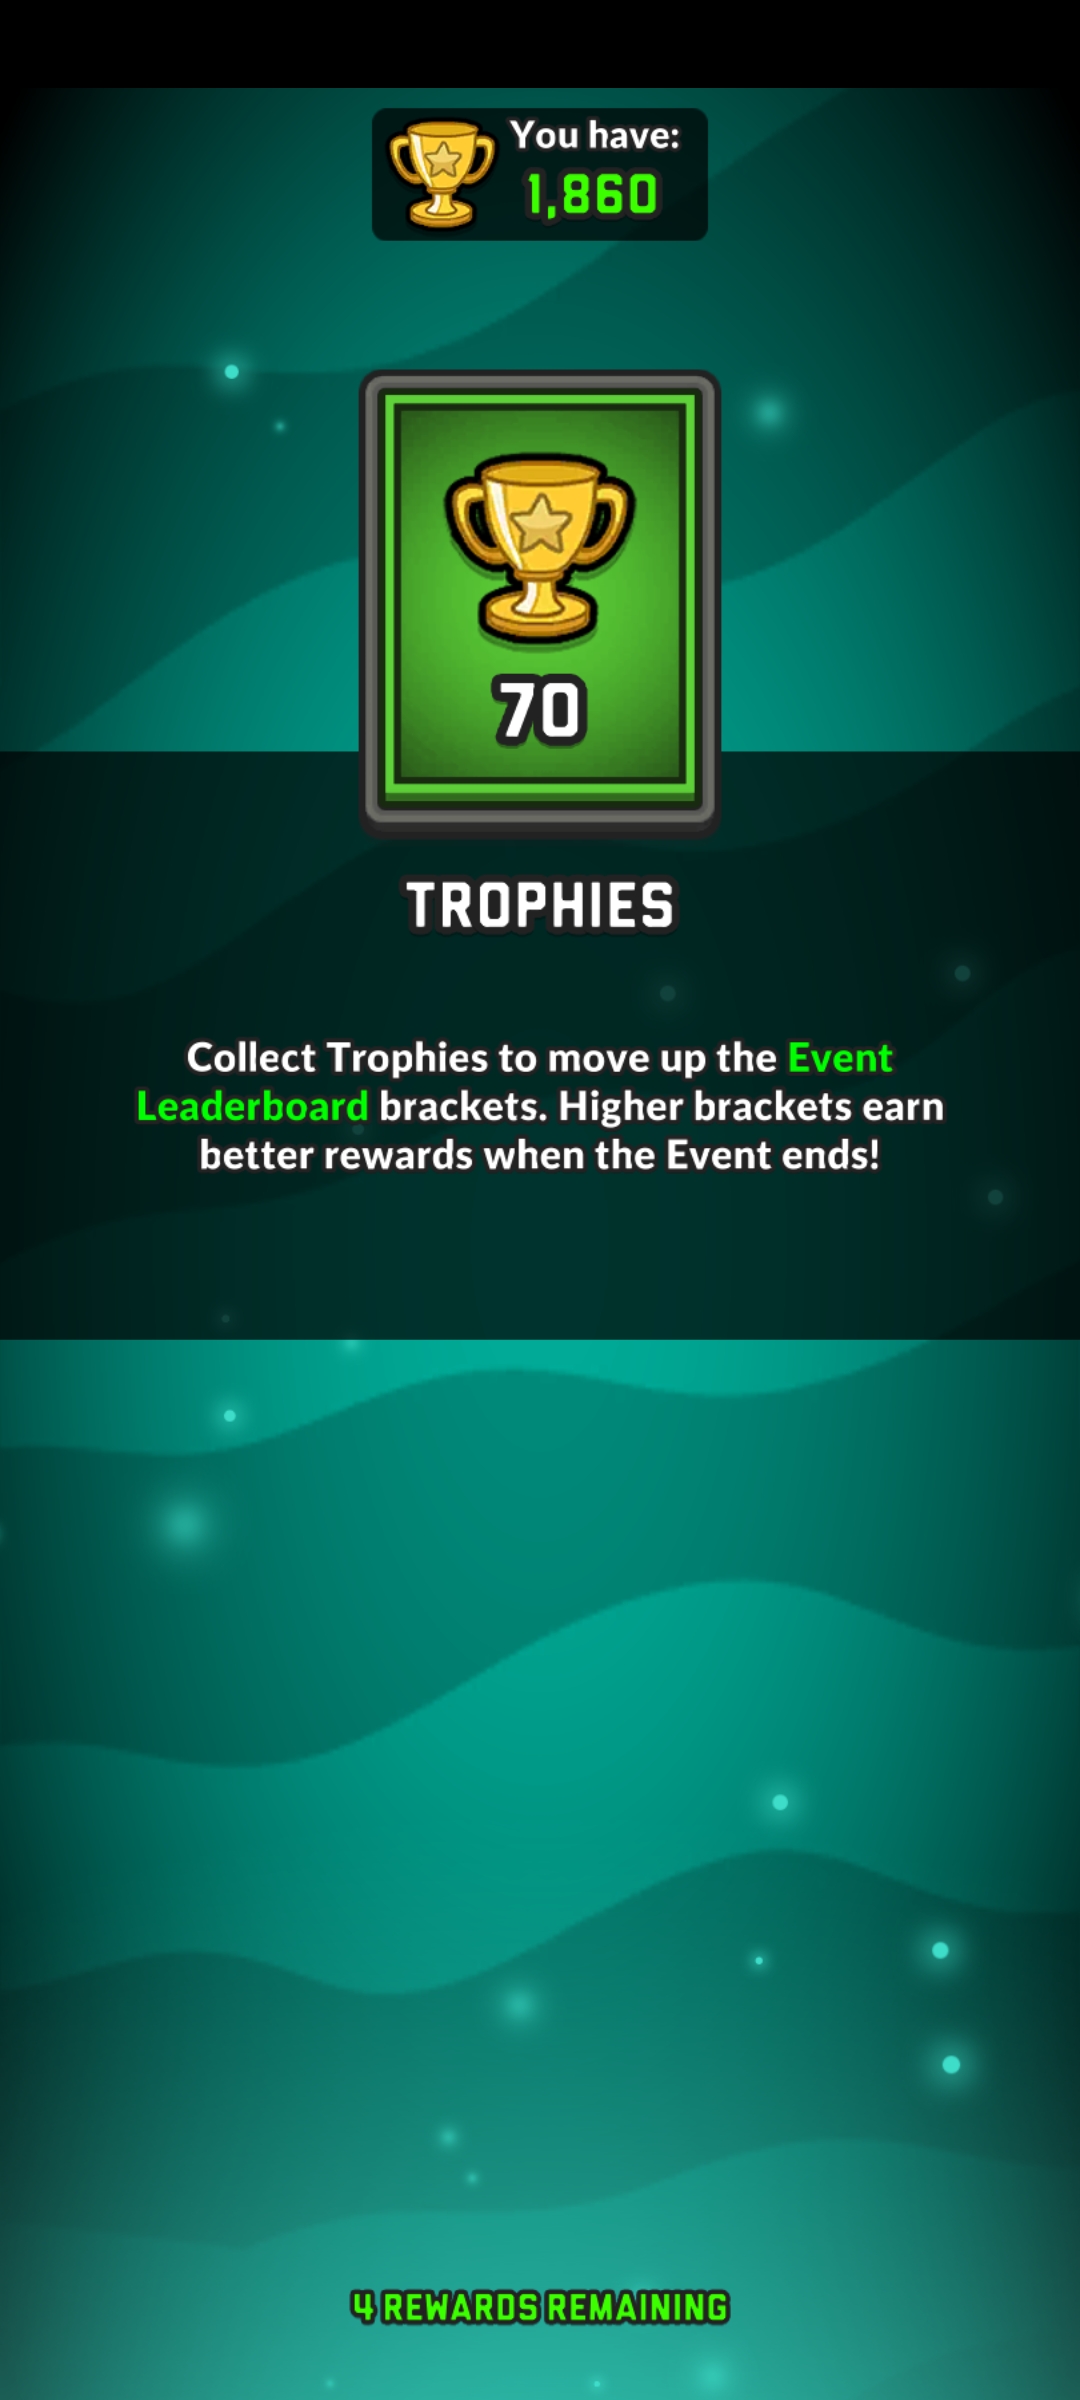 You have:
1,860
70
TROPHIES
Collect Trophies to move up the Event
Leaderboard brackets. Higher brackets earn
better rewards when the Event ends!
4 REWARDS REMAINING